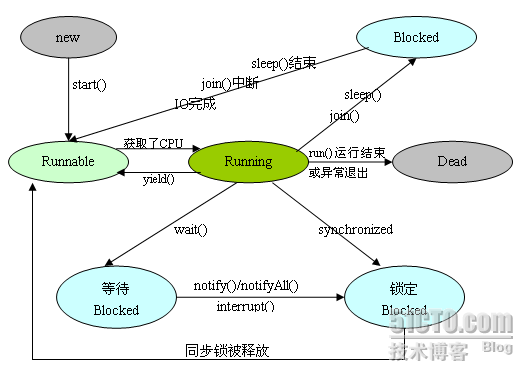 new
Blocked
start()
sleep()结束
join()中断
IO完成
sleep()
join()
Runnable
获取了CPU
yield()
Running
run()运行结束
或异常退出
Dead
wait()
synchronized
等待
Blocked
notify()/notifyAll()
interrupt()
锁定
Blocked
同步锁被释放
51CTO.com
技术博客 Blog